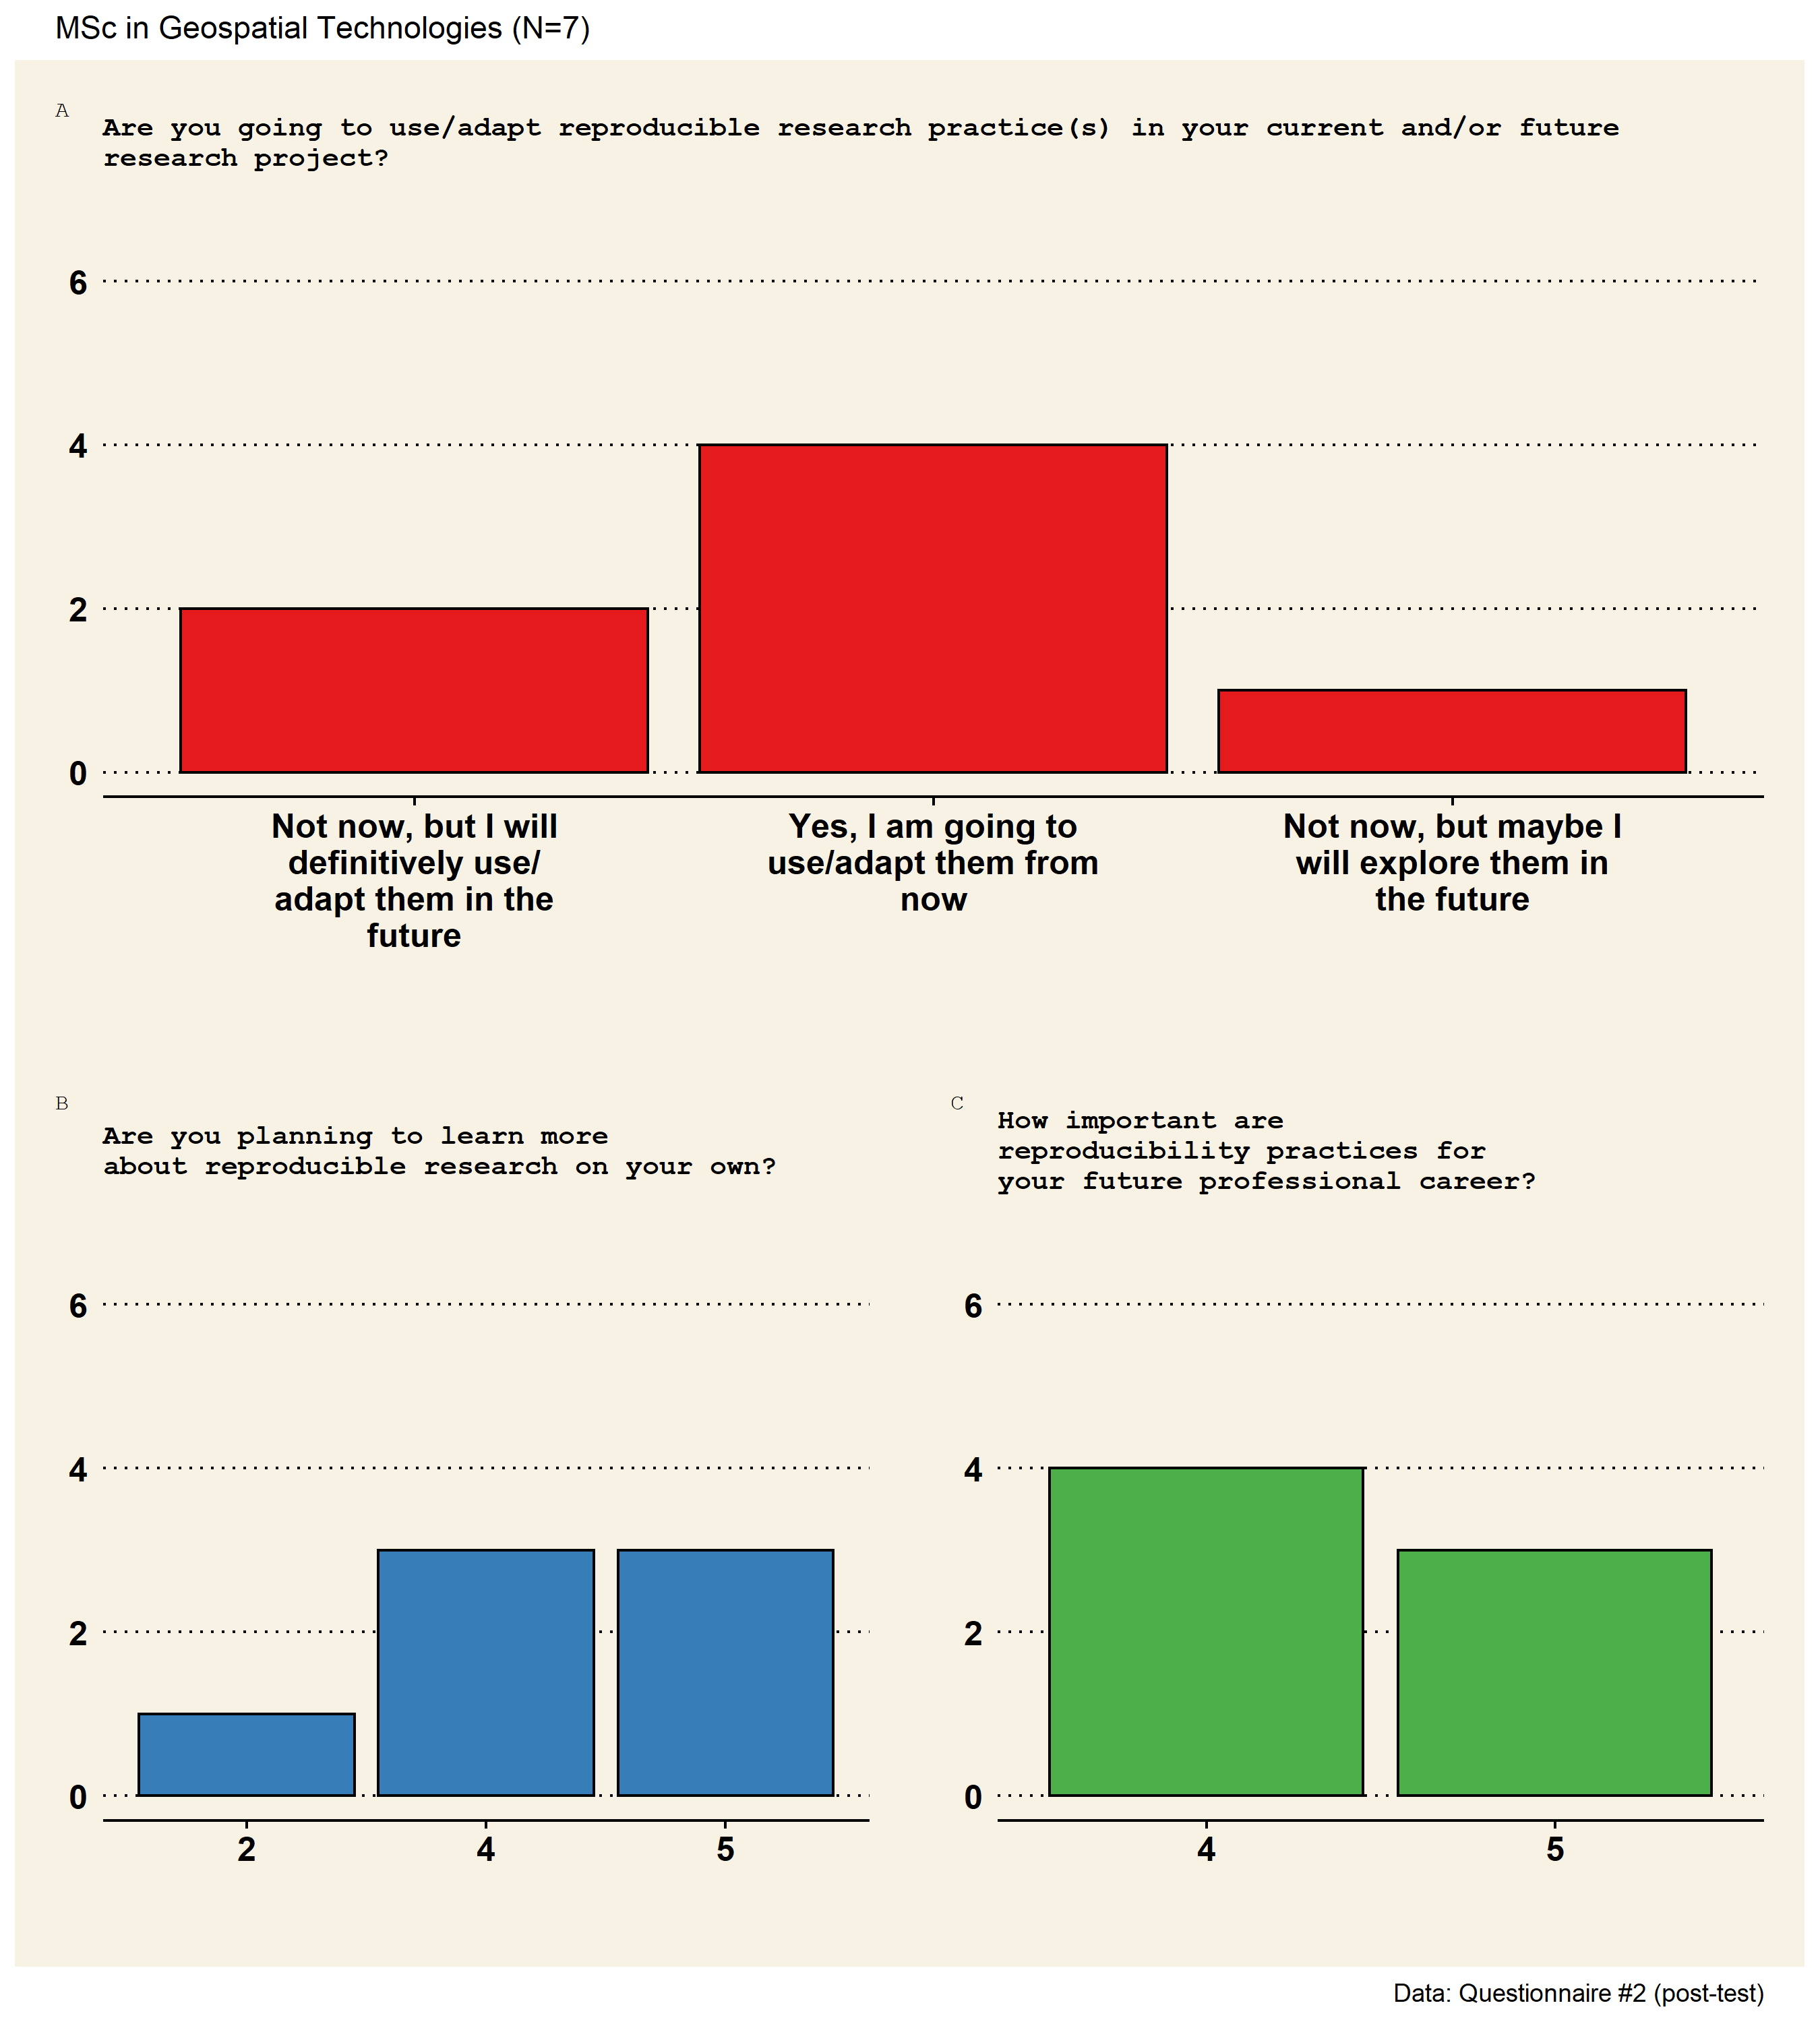 MSc in Geospatial Technologies (N=7)
A
Are you going to use/adapt reproducible research practice(s) in your current and/or future
research project?
6
4
2
0
Not now, but I will
definitively use/
adapt them in the
future
Yes, I am going to
use/adapt them from
now
Not now, but maybe I
will explore them in
the future
B
Are you planning to learn more
about reproducible research on your own?
6
4
2
0
2 4 5
C
How important are
reproducibility practices for
your future professional career?
6
4
2
0
4 5
Data: Questionnaire #2 (post-test)